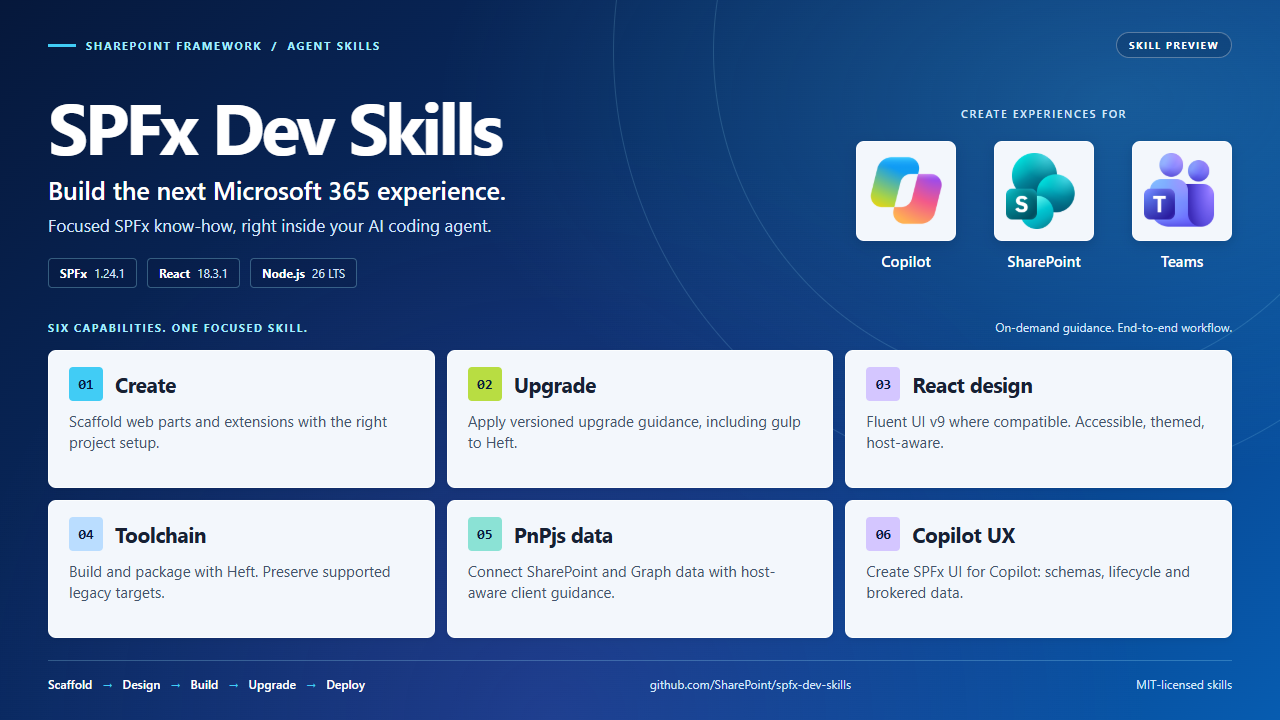 SHAREPOINT FRAMEWORK / AGENT SKILLS
SKILL PREVIEW
SPFx Dev Skills
Build the next Microsoft 365 experience.
Focused SPFx know-how, right inside your AI coding agent.
SPFx 1.24.1
React 18.3.1
Node.js 26 LTS
CREATE EXPERIENCES FOR
S
T
Copilot
SharePoint
Teams
SIX CAPABILITIES. ONE FOCUSED SKILL.
On-demand guidance. End-to-end workflow.
01 Create
Scaffold web parts and extensions with the right
project setup.
02 Upgrade
Apply versioned upgrade guidance, including gulp
to Heft.
03 React design
Fluent UI v9 where compatible. Accessible, themed,
host-aware.
04 Toolchain
Build and package with Heft. Preserve supported
legacy targets.
05 PnPjs data
Connect SharePoint and Graph data with host-
aware client guidance.
06 Copilot UX
Create SPFx UI for Copilot: schemas, lifecycle and
brokered data.
Scaffold → Design → Build → Upgrade → Deploy
github.com/SharePoint/spfx-dev-skills
MIT-licensed skills